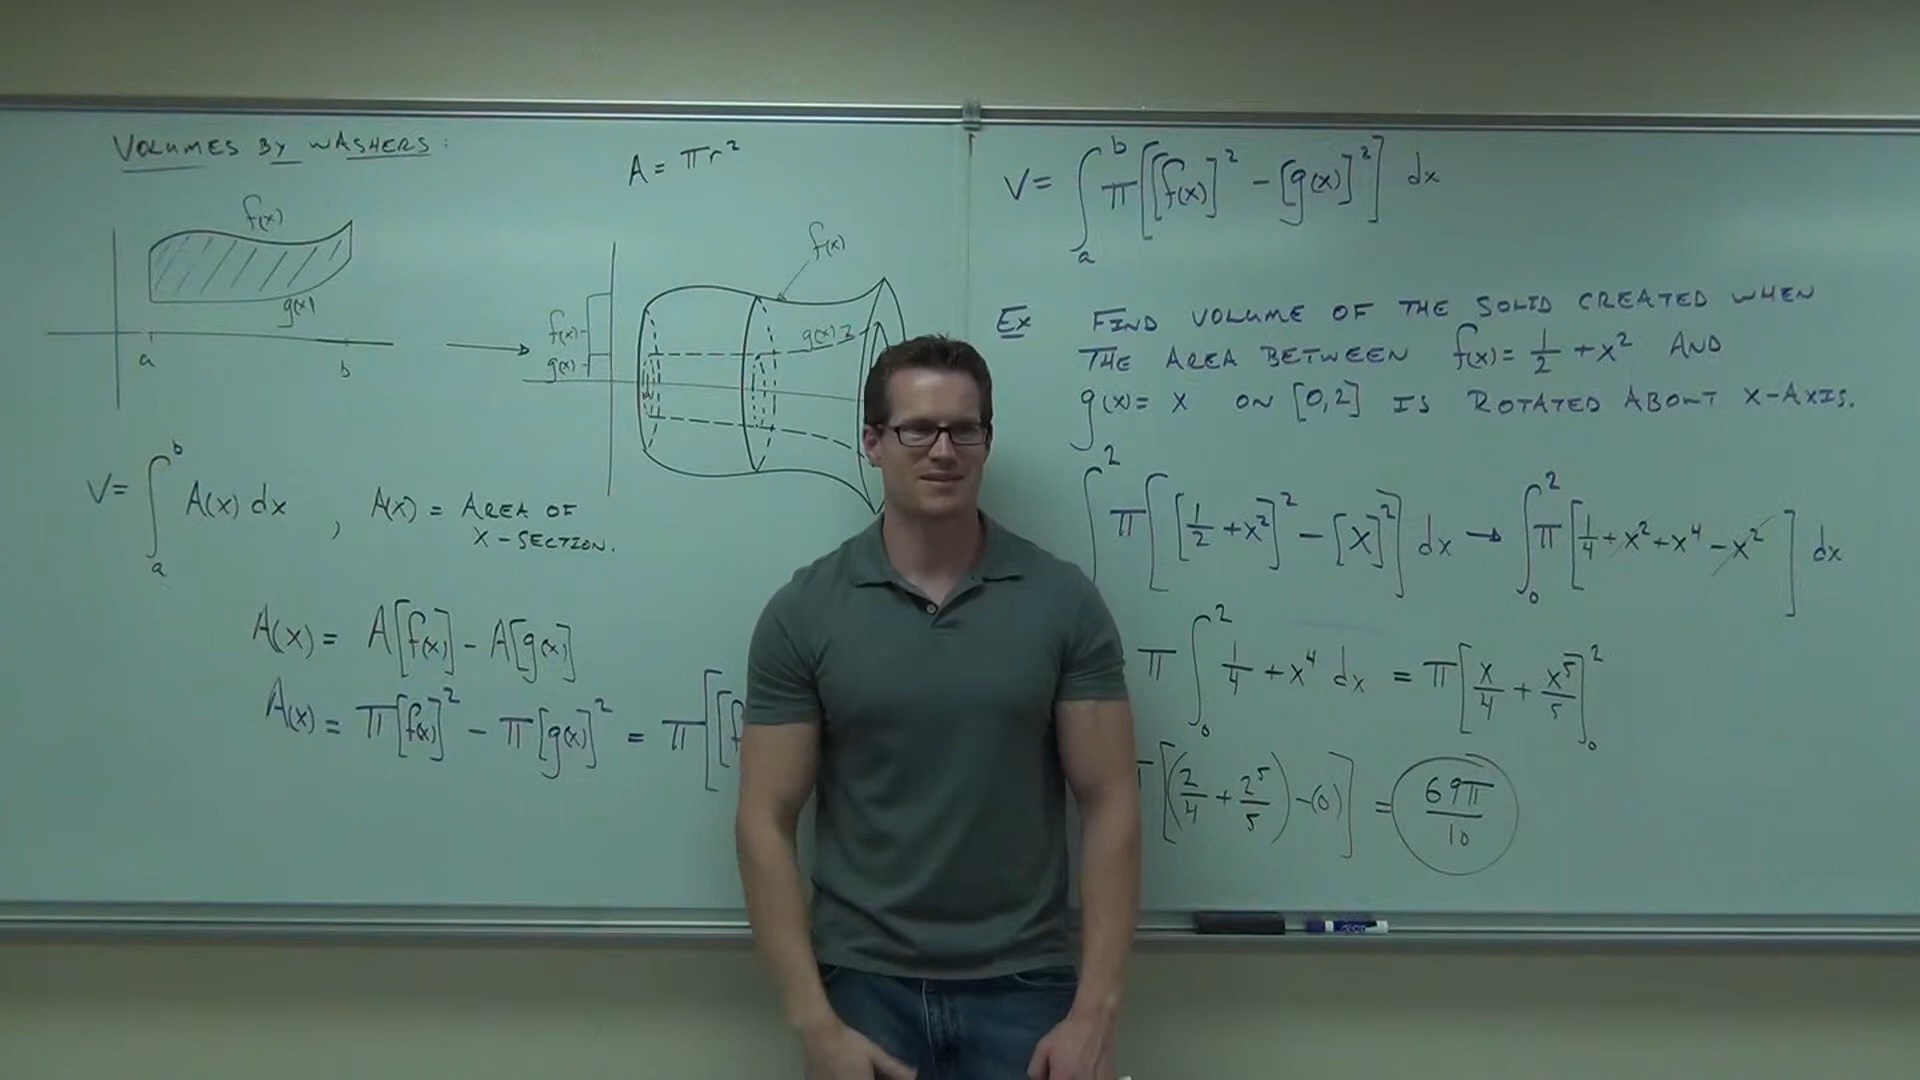 VOLUMES BY WASHERS:
f(x)
g(x)
a
b
A = πr²
f(x)
g(x)
f(x)
g(x)
V = ∫_a^b A(x) dx , A(x) = AREA OF
X-SECTION.
A(x) = A[f(x)] - A[g(x)]
A(x) = π[f(x)]² - π[g(x)]² = π[[f
V = ∫_a^b π[[f(x)]² - [g(x)]²] dx
Ex FIND VOLUME OF THE SOLID CREATED WHEN
THE AREA BETWEEN f(x) = 1/2 + x² AND
g(x) = x ON [0,2] IS ROTATED ABOUT X-AXIS.
∫^2 π[[1/2 + x²]² - [x]²] dx → ∫_0^2 π[1/4 + x² + x⁴ - x²] dx
π ∫_0^2 1/4 + x⁴ dx = π[x/4 + x⁵/5]_0^2
[(2/4 + 2⁵/5) - (0)] = 69π/10